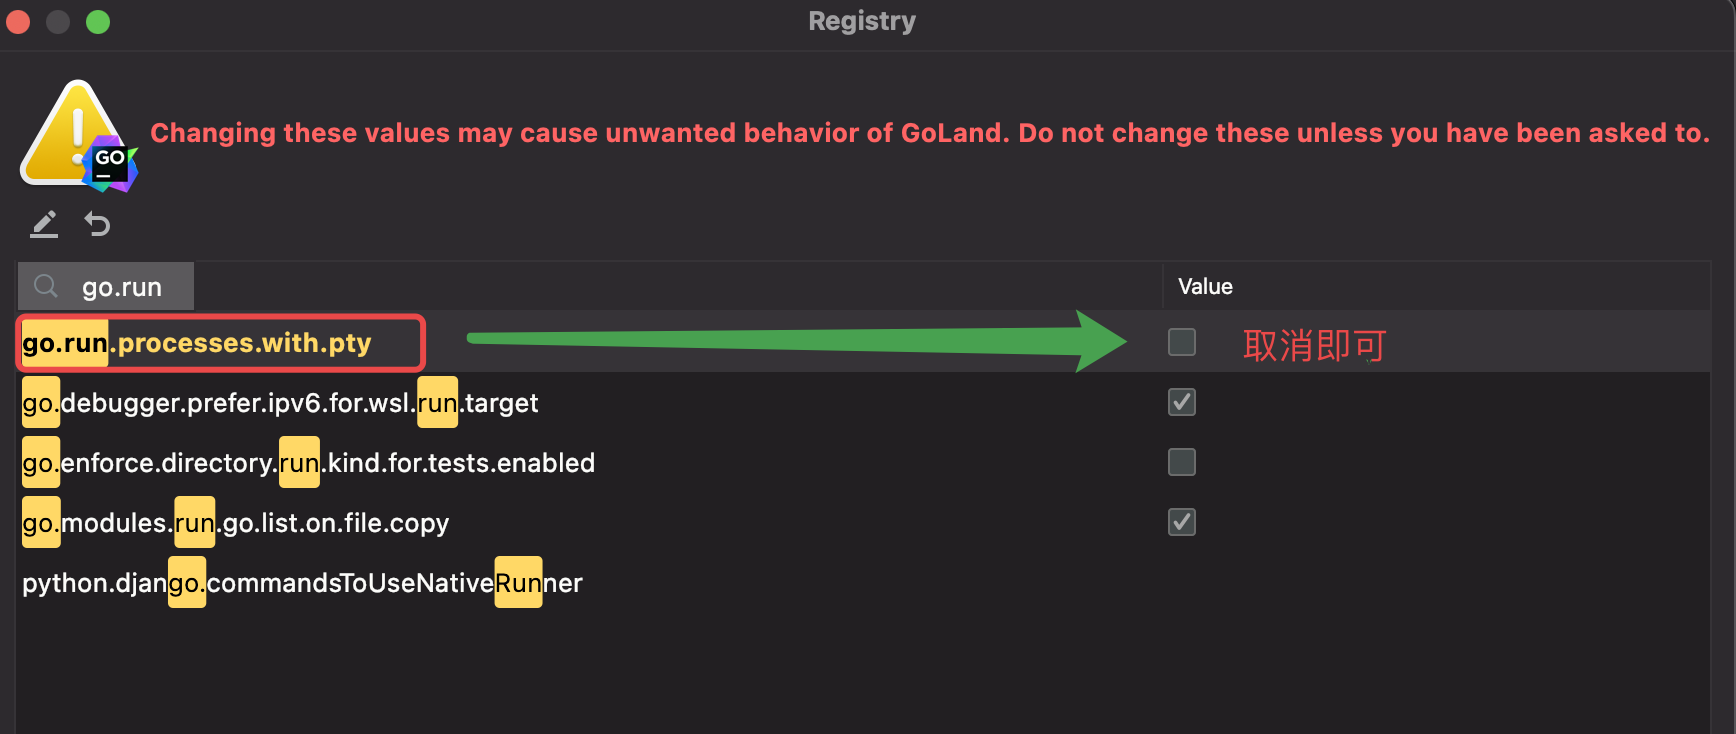 Registry
Changing these values may cause unwanted behavior of GoLand. Do not change these unless you have been asked to.
GO
go.run
Value
go.run.processes.with.pty
取消即可
go.debugger.prefer.ipv6.for.wsl.run.target
go.enforce.directory.run.kind.for.tests.enabled
go.modules.run.go.list.on.file.copy
python.django.commandsToUseNativeRunner